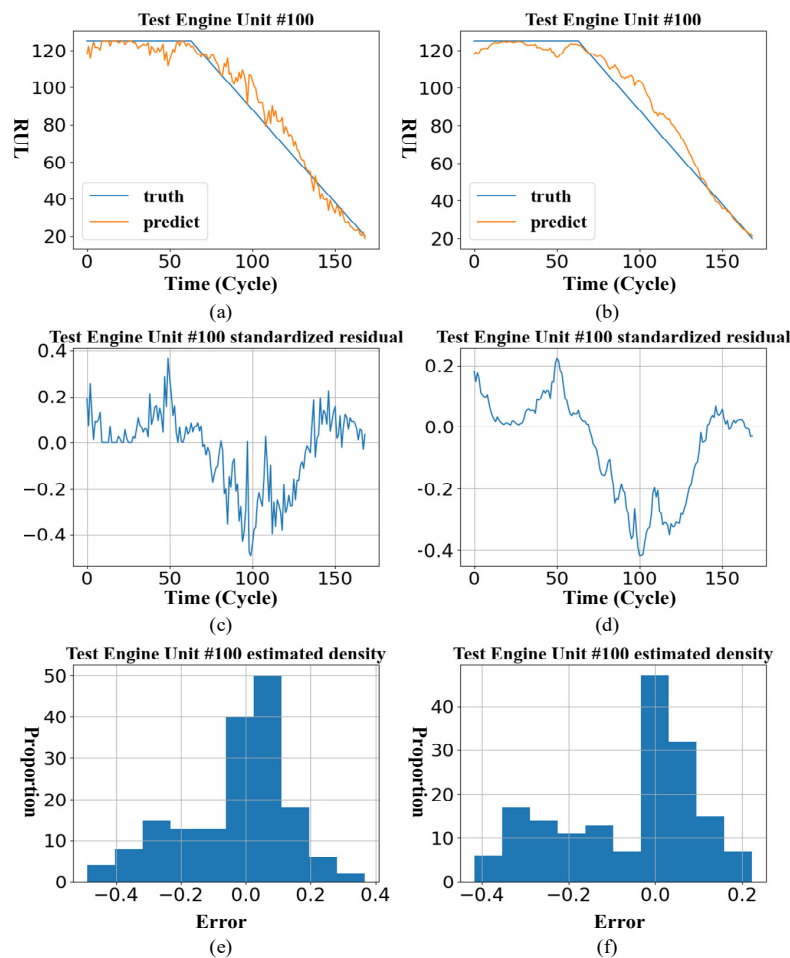 Test Engine Unit #100
120
100
80
60
40
20
RUL
truth
predict
0 50 100 150
Time (Cycle)
(a)
Test Engine Unit #100
120
100
80
60
40
20
RUL
truth
predict
0 50 100 150
Time (Cycle)
(b)
Test Engine Unit #100 standardized residual
0.4
0.2
0.0
−0.2
−0.4
0 50 100 150
Time (Cycle)
(c)
Test Engine Unit #100 standardized residual
0.2
0.0
-0.2
-0.4
0 50 100 150
Time (Cycle)
(d)
Test Engine Unit #100 estimated density
50
40
30
20
10
0
Proportion
−0.4 −0.2 0.0 0.2 0.4
Error
(e)
Test Engine Unit #100 estimated density
40
30
20
10
0
Proportion
−0.4 −0.2 0.0 0.2
Error
(f)